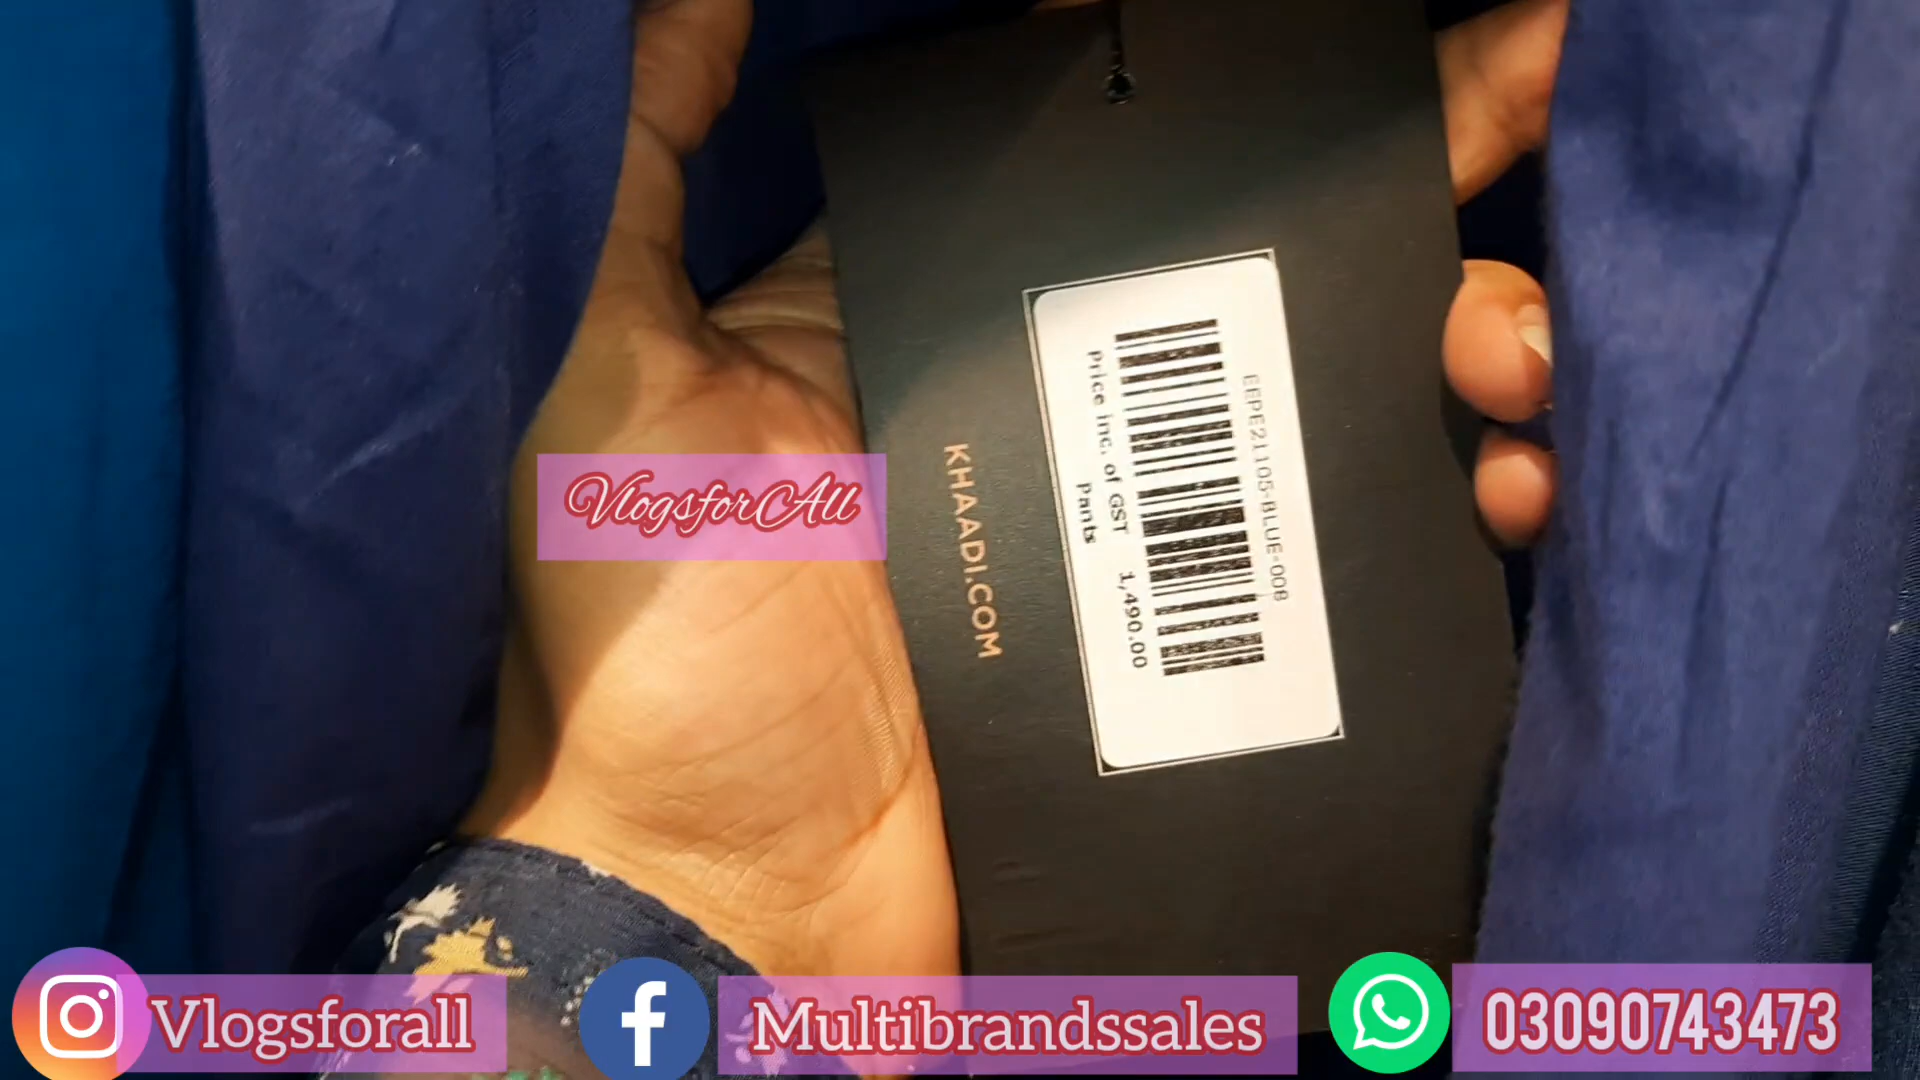 EEPE21105-BLUE-008
Price inc. of GST 1,490.00
Pants
KHAADI.COM
VlogsforAll
Vlogsforall
Multibrandssales
03090743473